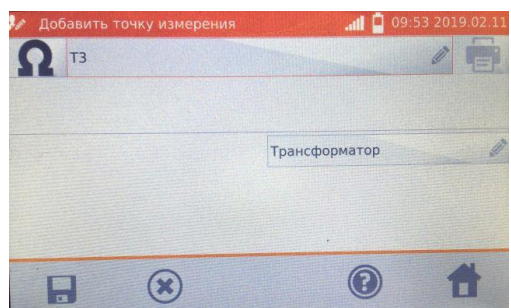 Добавить точку измерения
09:53 2019.02.11
Ω
Т3
Трансформатор
?